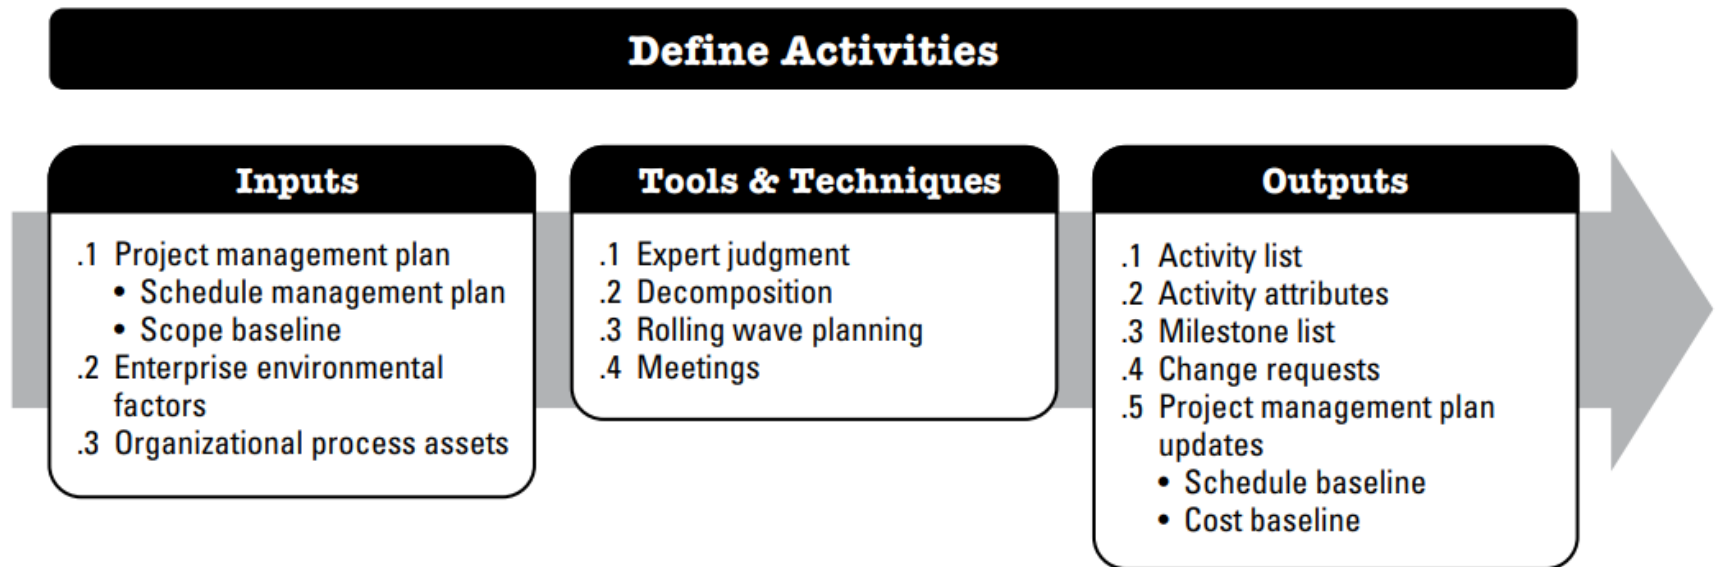 Define Activities
Inputs
.1 Project management plan
• Schedule management plan
• Scope baseline
.2 Enterprise environmental
factors
.3 Organizational process assets
Tools & Techniques
.1 Expert judgment
.2 Decomposition
.3 Rolling wave planning
.4 Meetings
Outputs
.1 Activity list
.2 Activity attributes
.3 Milestone list
.4 Change requests
.5 Project management plan
updates
• Schedule baseline
• Cost baseline